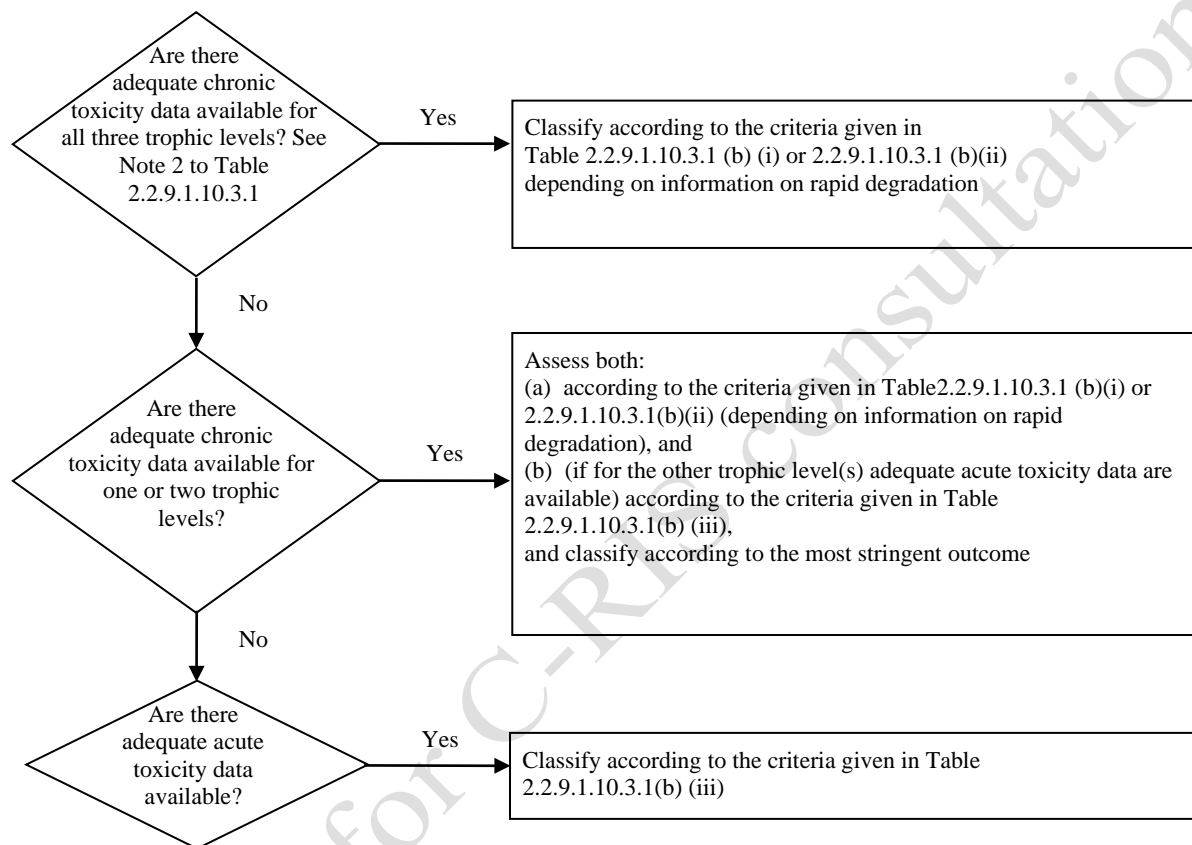 Are there
adequate chronic
toxicity data available for
all three trophic levels? See
Note 2 to Table
2.2.9.1.10.3.1
Yes
Classify according to the criteria given in
Table 2.2.9.1.10.3.1 (b) (i) or 2.2.9.1.10.3.1 (b)(ii)
depending on information on rapid degradation
No
Are there
adequate chronic
toxicity data available for
one or two trophic
levels?
Yes
Assess both:
(a) according to the criteria given in Table2.2.9.1.10.3.1 (b)(i) or
2.2.9.1.10.3.1(b)(ii) (depending on information on rapid
degradation), and
(b) (if for the other trophic level(s) adequate acute toxicity data are
available) according to the criteria given in Table
2.2.9.1.10.3.1(b) (iii),
and classify according to the most stringent outcome
No
Are there
adequate acute
toxicity data
available?
Yes
Classify according to the criteria given in Table
2.2.9.1.10.3.1(b) (iii)
for C-RIS consultation